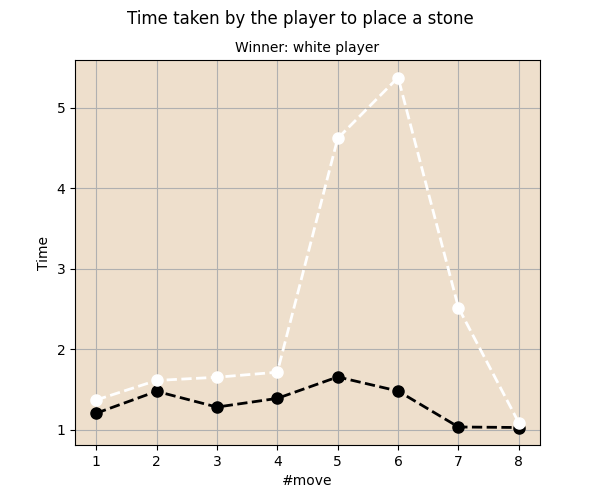 Time taken by the player to place a stone
Winner: white player
5
4
3
2
1
Time
1 2 3 4 5 6 7 8
#move